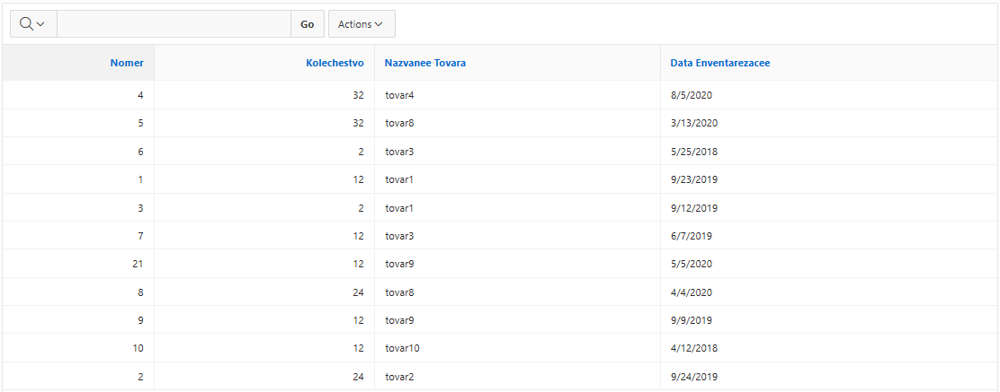 Go Actions
Nomer Kolechestvo Nazvanee Tovara Data Enventarezacee
4 32 tovar4 8/5/2020
5 32 tovar8 3/13/2020
6 2 tovar3 5/25/2018
1 12 tovar1 9/23/2019
3 2 tovar1 9/12/2019
7 12 tovar3 6/7/2019
21 12 tovar9 5/5/2020
8 24 tovar8 4/4/2020
9 12 tovar9 9/9/2019
10 12 tovar10 4/12/2018
2 24 tovar2 9/24/2019